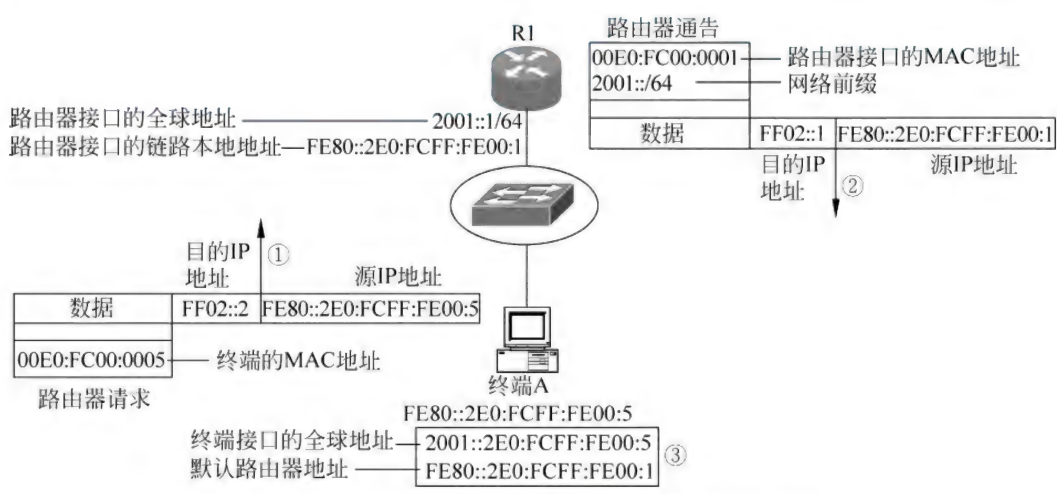 R1
路由器通告
00E0:FC00:0001
路由器接口的MAC地址
2001::/64
网络前缀
路由器接口的全球地址
2001::1/64
路由器接口的链路本地地址
FE80::2E0:FCFF:FE00:1
数据 FF02::1 FE80::2E0:FCFF:FE00:1
目的IP
地址
源IP地址
②
目的IP
地址
①
源IP地址
数据 FF02::2 FE80::2E0:FCFF:FE00:5
00E0:FC00:0005
终端的MAC地址
路由器请求
终端A
FE80::2E0:FCFF:FE00:5
终端接口的全球地址
2001::2E0:FCFF:FE00:5
默认路由器地址
FE80::2E0:FCFF:FE00:1
③